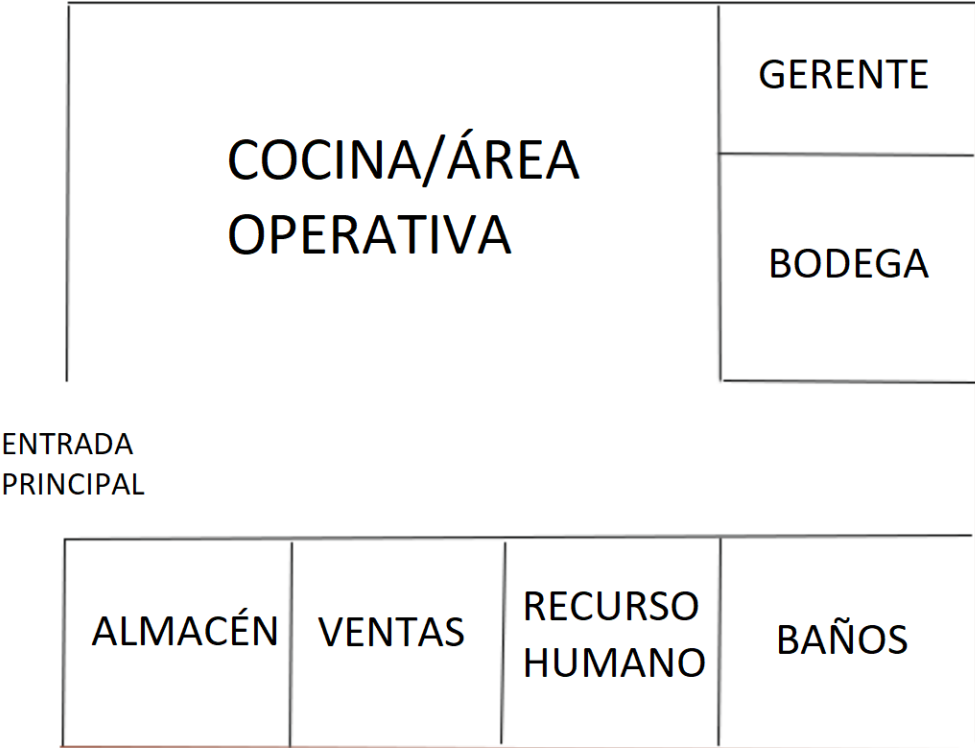 GERENTE
COCINA/ÁREA
OPERATIVA
BODEGA
ENTRADA
PRINCIPAL
ALMACÉN
VENTAS
RECURSO
HUMANO
BAÑOS